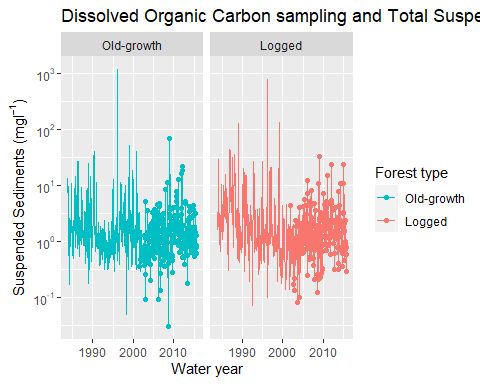 Dissolved Organic Carbon sampling and Total Suspe
Old-growth Logged
Suspended Sediments (mgl⁻¹)
10³
10²
10¹
10⁰
10⁻¹
1990 2000 2010 1990 2000 2010
Water year
Forest type
Old-growth
Logged